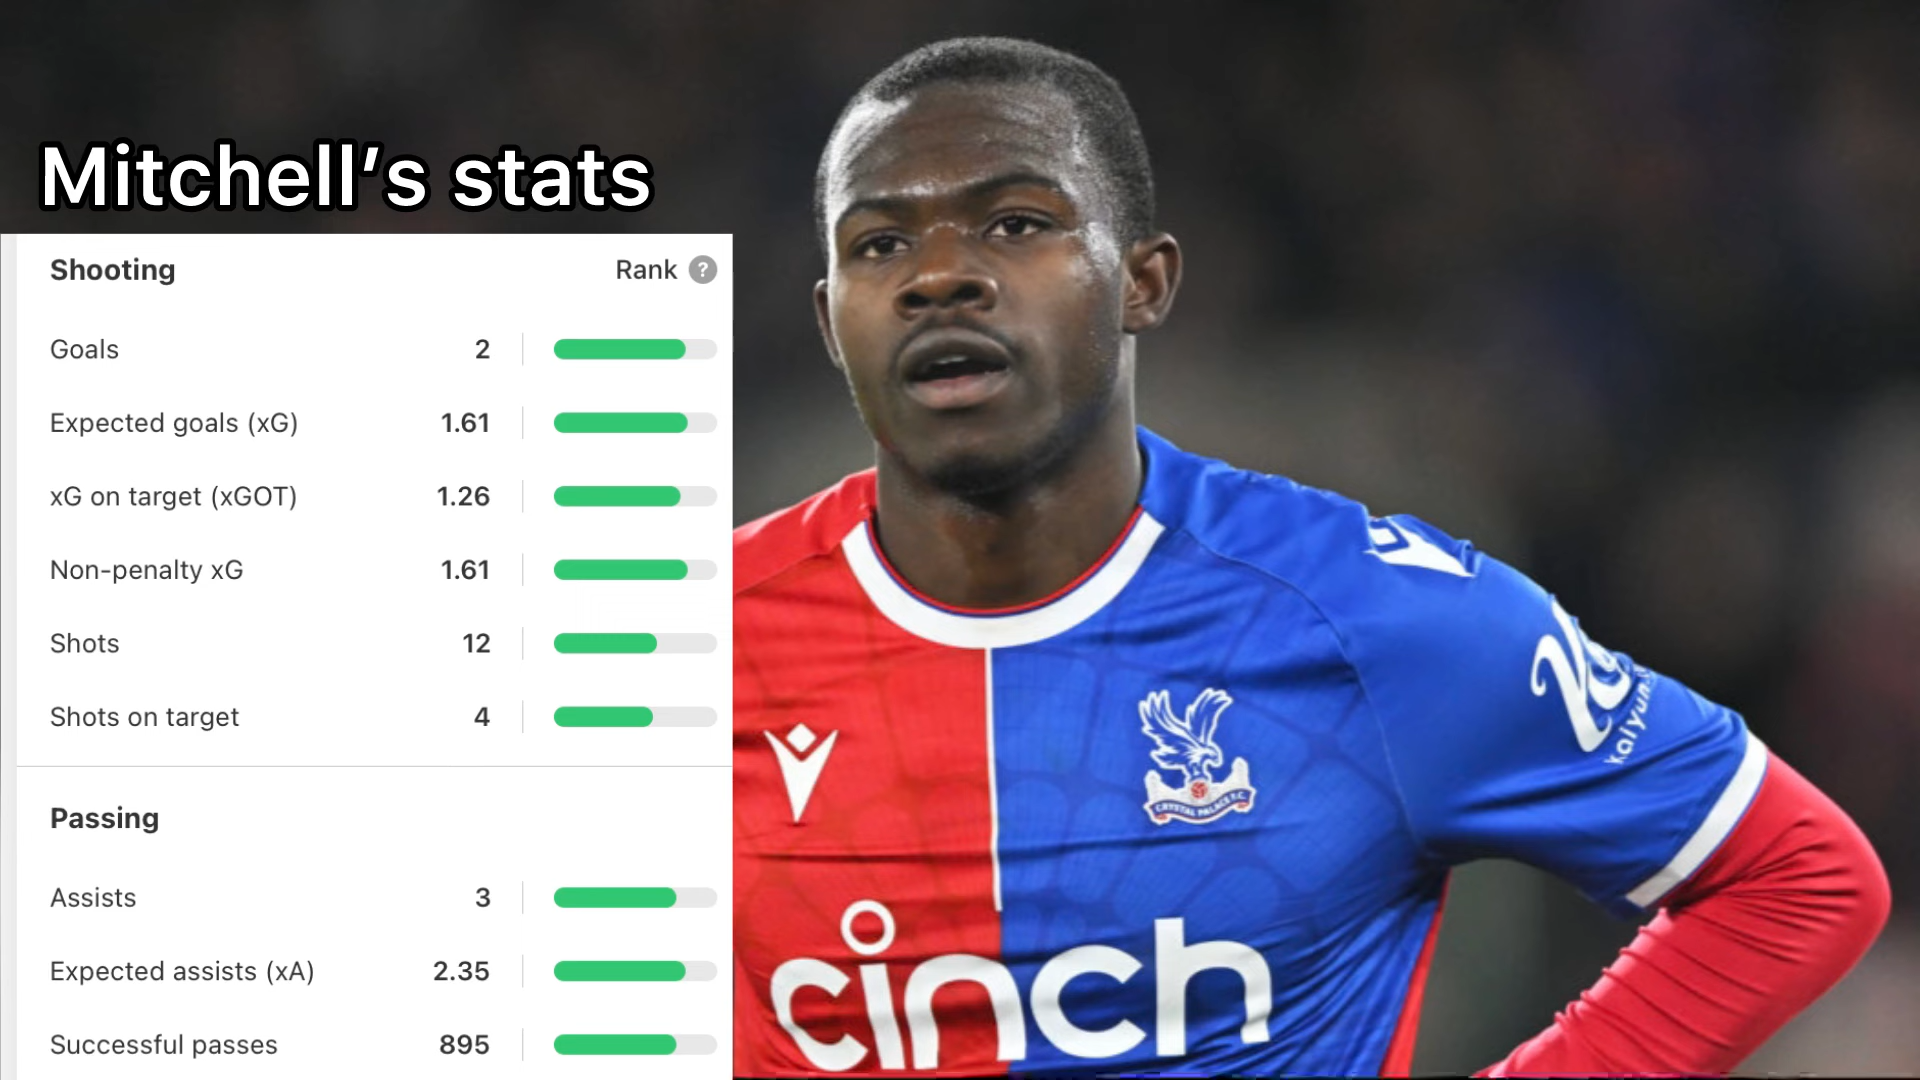 Mitchell’s stats
Shooting Rank ?
Goals 2
Expected goals (xG) 1.61
xG on target (xGOT) 1.26
Non-penalty xG 1.61
Shots 12
Shots on target 4
Passing
Assists 3
Expected assists (xA) 2.35
Successful passes 895
CRYSTAL PALACE F.C.
cinch